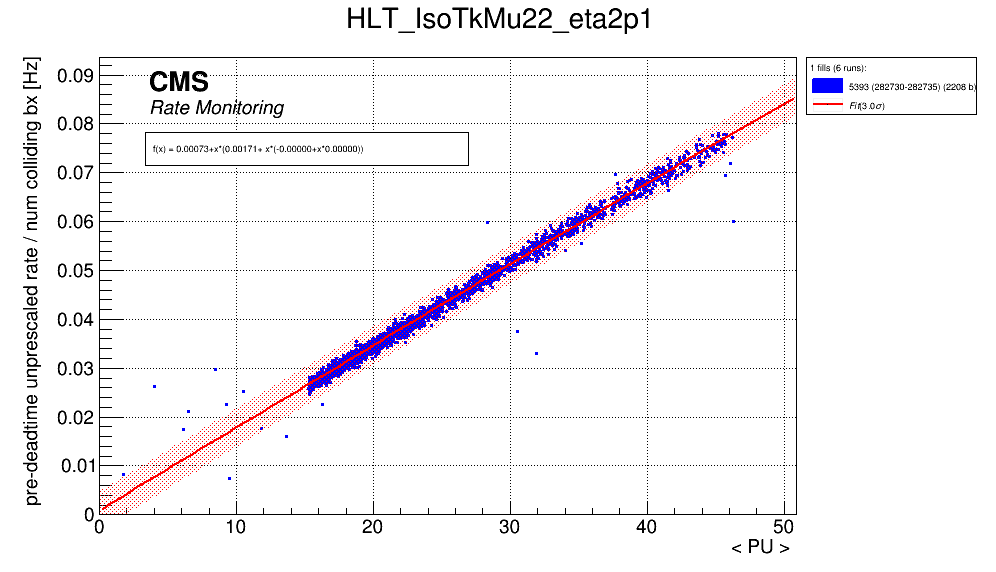 HLT_IsoTkMu22_eta2p1
pre-deadtime unprescaled rate / num colliding bx [Hz]
CMS
Rate Monitoring
f(x) = 0.00073+x*(0.00171+ x*(-0.00000+x*0.00000))
0.09
0.08
0.07
0.06
0.05
0.04
0.03
0.02
0.01
0
0 10 20 30 40 50
< PU >
1 fills (6 runs):
5393 (282730-282735) (2208 b)
Fit(3.0σ)